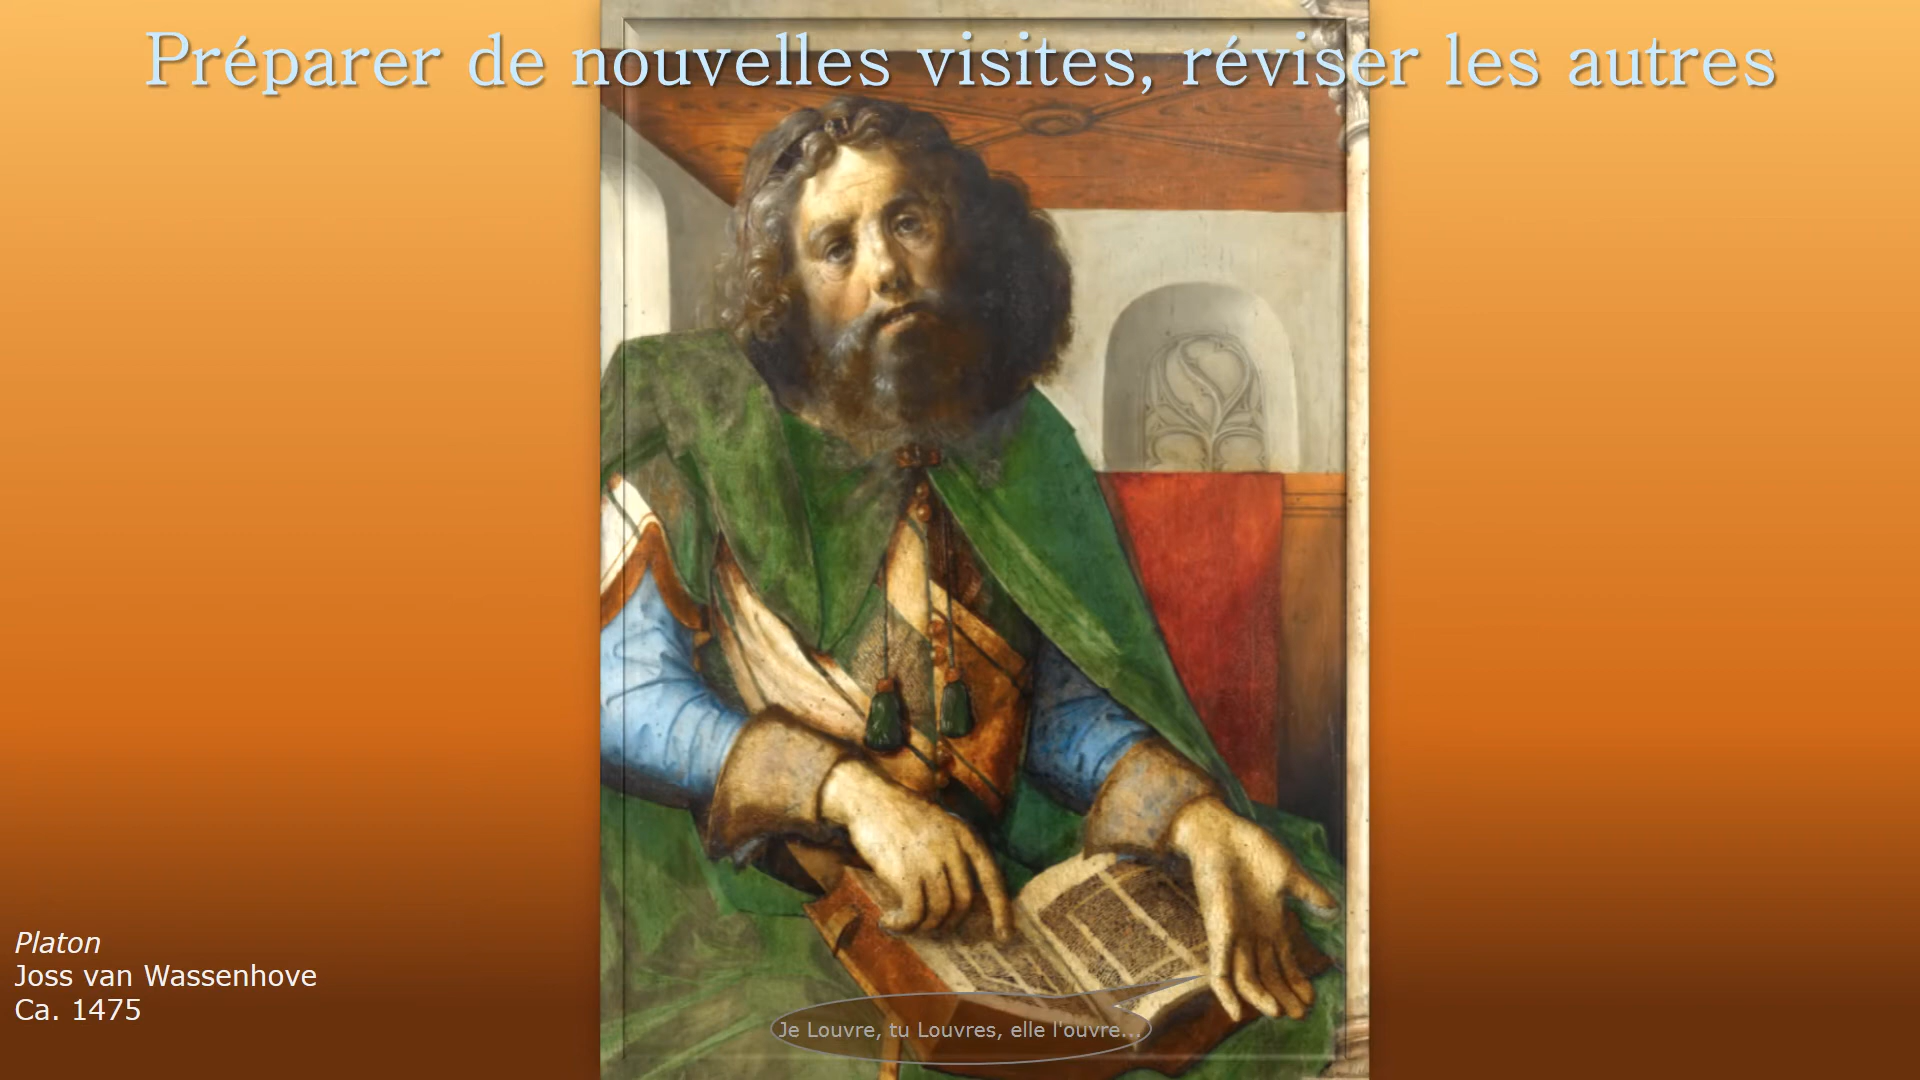 Préparer de nouvelles visites, réviser les autres
Platon
Joss van Wassenhove
Ca. 1475
Je Louvre, tu Louvres, elle l'ouvre...